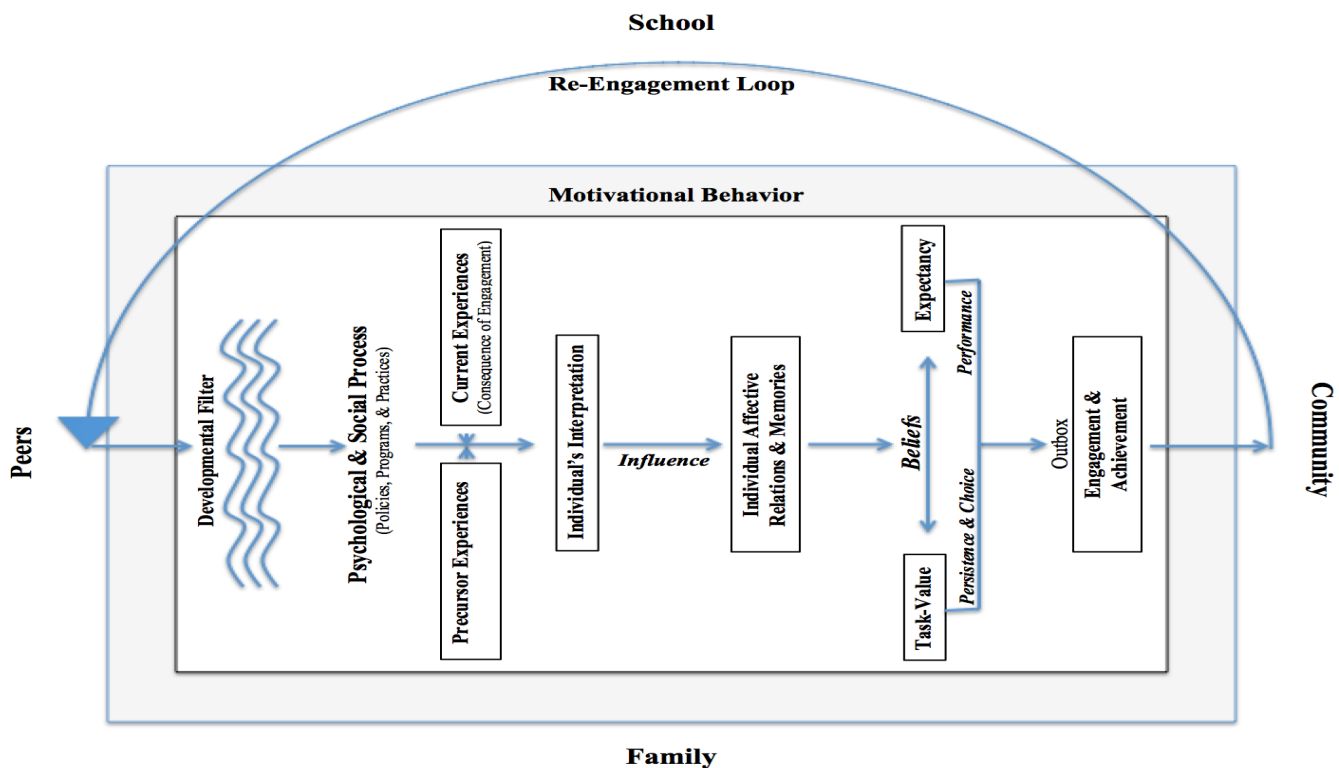 School
Re-Engagement Loop
Motivational Behavior
Peers
Developmental Filter
Psychological & Social Process
(Policies, Programs, & Practices)
Current Experiences
(Consequence of Engagement)
Precursor Experiences
Individual's Interpretation
Influence
Individual Affective
Relations & Memories
Expectancy
Beliefs
Task-Value
Performance
Persistence & Choice
Outbox
Engagement &
Achievement
Community
Family